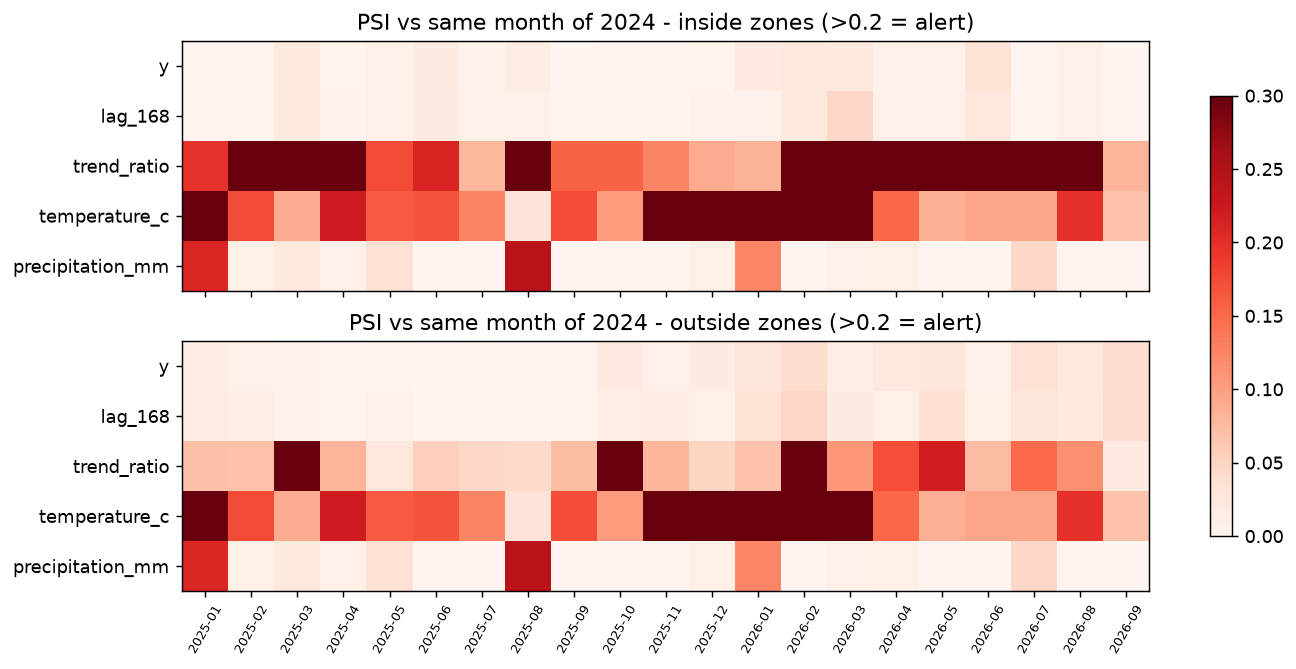 PSI vs same month of 2024 - inside zones (>0.2 = alert)
y
lag_168
trend_ratio
temperature_c
precipitation_mm
PSI vs same month of 2024 - outside zones (>0.2 = alert)
y
lag_168
trend_ratio
temperature_c
precipitation_mm
2025-01
2025-02
2025-03
2025-04
2025-05
2025-06
2025-07
2025-08
2025-09
2025-10
2025-11
2025-12
2026-01
2026-02
2026-03
2026-04
2026-05
2026-06
2026-07
2026-08
2026-09
0.30
0.25
0.20
0.15
0.10
0.05
0.00